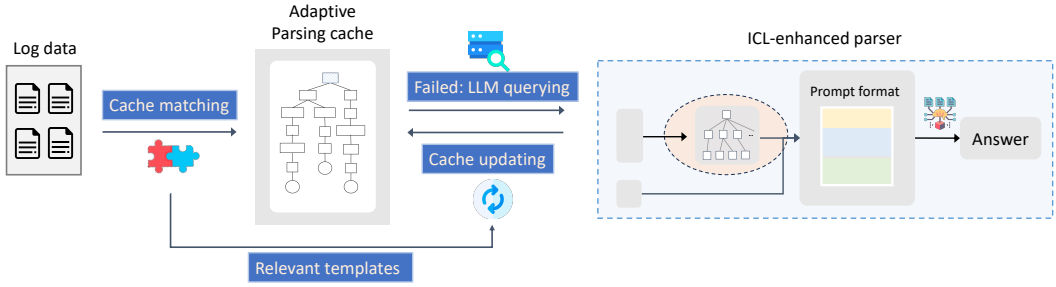 Log data
Cache matching
Adaptive
Parsing cache
Failed: LLM querying
Cache updating
Relevant templates
ICL-enhanced parser
Prompt format
Answer